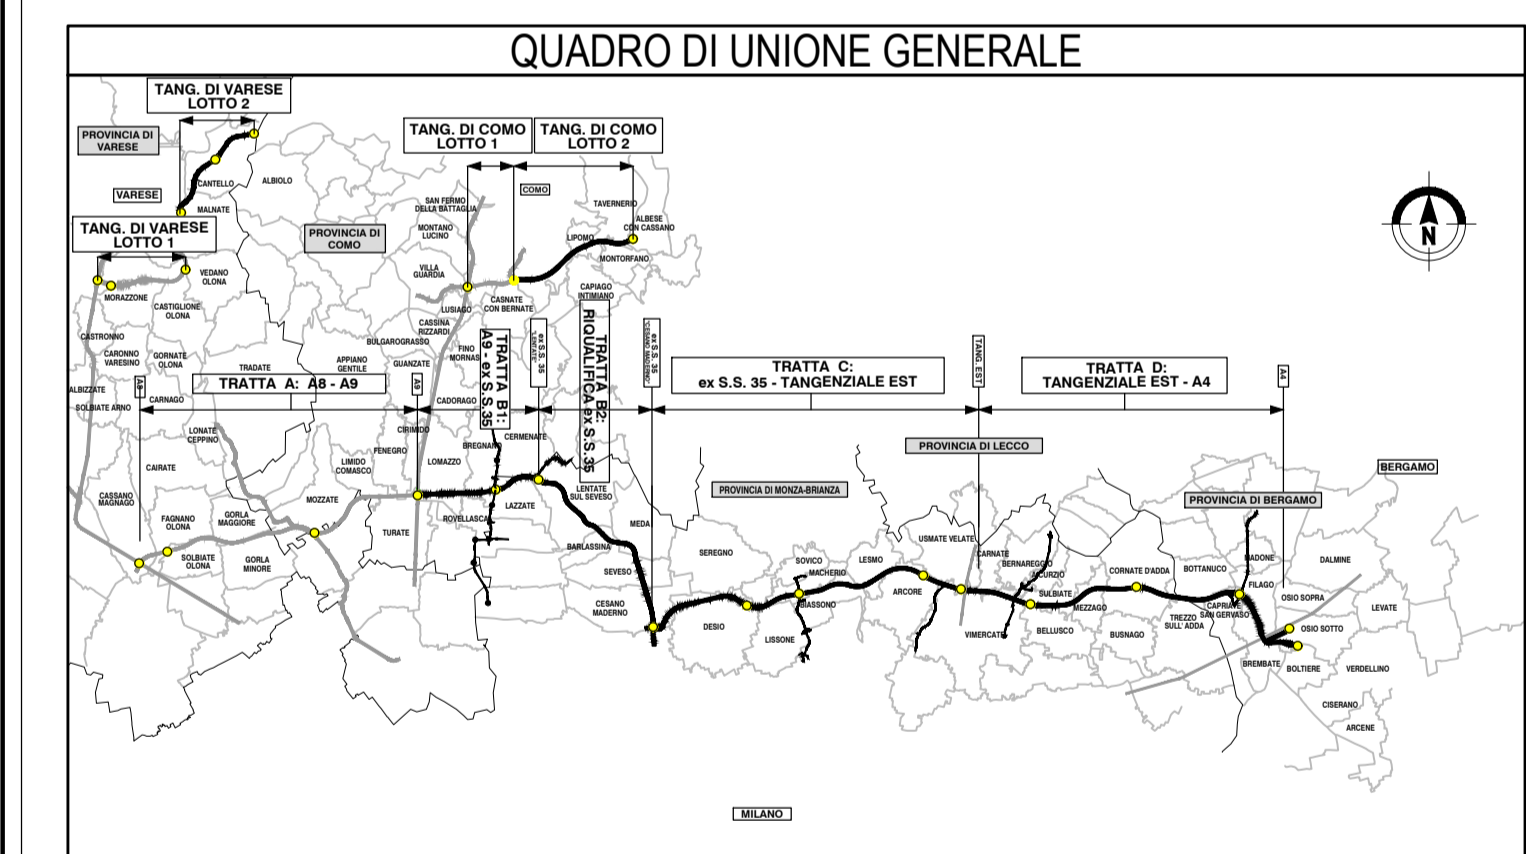 QUADRO DI UNIONE GENERALE
TANG. DI VARESE
LOTTO 2
PROVINCIA DI
VARESE
VARESE
CANTELLO
ALBIOLO
MALNATE
TANG. DI VARESE
LOTTO 1
TANG. DI COMO
LOTTO 1
TANG. DI COMO
LOTTO 2
COMO
PROVINCIA DI
COMO
SAN FERMO
DELLA BATTAGLIA
MONTANO
LUCINO
VILLA
GUARDIA
TAVERNERIO
ALBESE
CON CASSANO
LIPOMO
MONTORFANO
N
VEDANO
OLONA
MORAZZONE
CASTIGLIONE
OLONA
LUSIAGO
CASNATE
CON BERNATE
CAPIAGO
INTIMIANO
CASSINA
RIZZARDI
CASTRONNO
CARONNO
VARESINO
GORNATE
OLONA
BULGAROGRASSO
FINO
MORNAS
TRADATE
APPIANO
GENTILE
GUANZATE
ALBIZZATE
SOLBIATE ARNO
CARNAGO
A8
TRATTA A: A8 - A9
A9
CADORAGO
TRATTA B1:
A9 - ex S.S.35
ex S.S. 35
"LENTATE"
TRATTA B2:
RIQUALIFICA ex S.S.35
ex S.S. 35
"CESANO MADERNO"
TRATTA C:
ex S.S. 35 - TANGENZIALE EST
TANG. EST
TRATTA D:
TANGENZIALE EST - A4
A4
LONATE
CEPPINO
CIRIMIDO
FENEGRO
BREGNANO
CERMENATE
PROVINCIA DI LECCO
CAIRATE
LIMIDO
COMASCO
LOMAZZO
BERGAMO
CASSANO
MAGNAGO
MOZZATE
LENTATE
SUL SEVESO
PROVINCIA DI MONZA-BRIANZA
PROVINCIA DI BERGAMO
FAGNANO
OLONA
GORLA
MAGGIORE
TURATE
ROVELLASCA
LAZZATE
MEDA
SOLBIATE
OLONA
GORLA
MINORE
BARLASSINA
SEVESO
SEREGNO
SOVICO
MACHERIO
LESMO
USMATE VELATE
CARNATE
BERNAREGGIO
AICURZIO
CORNATE D'ADDA
BOTTANUCO
MADONE
DALMINE
FILAGO
OSIO SOPRA
CESANO
MADERNO
DESIO
BIASSONO
LISSONE
ARCORE
SULBIATE
MEZZAGO
VIMERCATE
BELLUSCO
BUSNAGO
TREZZO
SULL' ADDA
CAPRIATE
SAN GERVASO
LEVATE
OSIO SOTTO
BREMBATE
BOLTIERE
VERDELLINO
CISERANO
ARCENE
MILANO